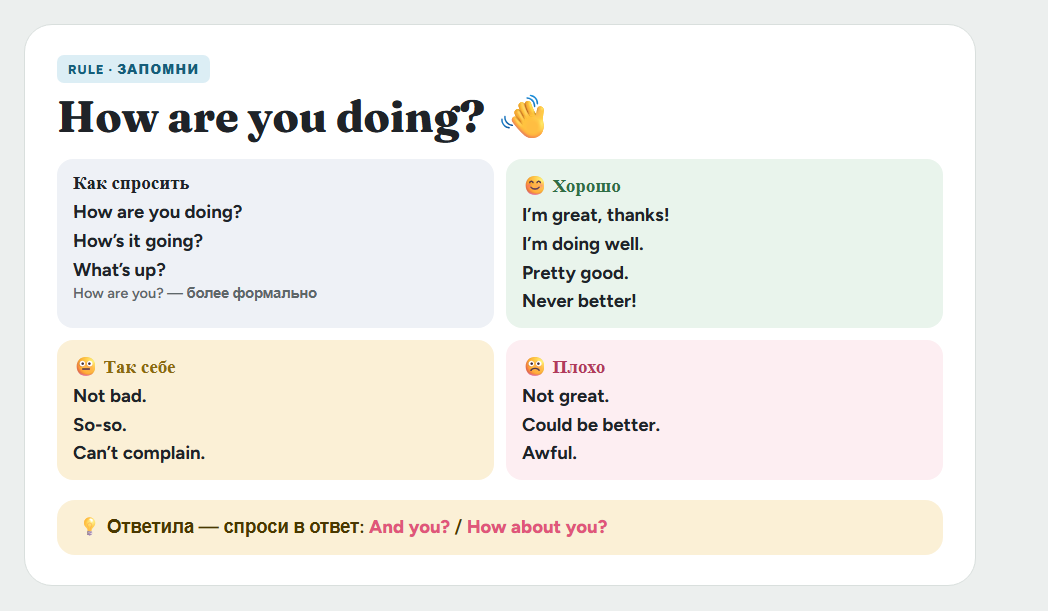 RULE · ЗАПОМНИ
How are you doing? 👋
Как спросить
How are you doing?
How's it going?
What's up?
How are you? — более формально
😊 Хорошо
I'm great, thanks!
I'm doing well.
Pretty good.
Never better!
😐 Так себе
Not bad.
So-so.
Can't complain.
🙁 Плохо
Not great.
Could be better.
Awful.
💡 Ответила — спроси в ответ: And you? / How about you?